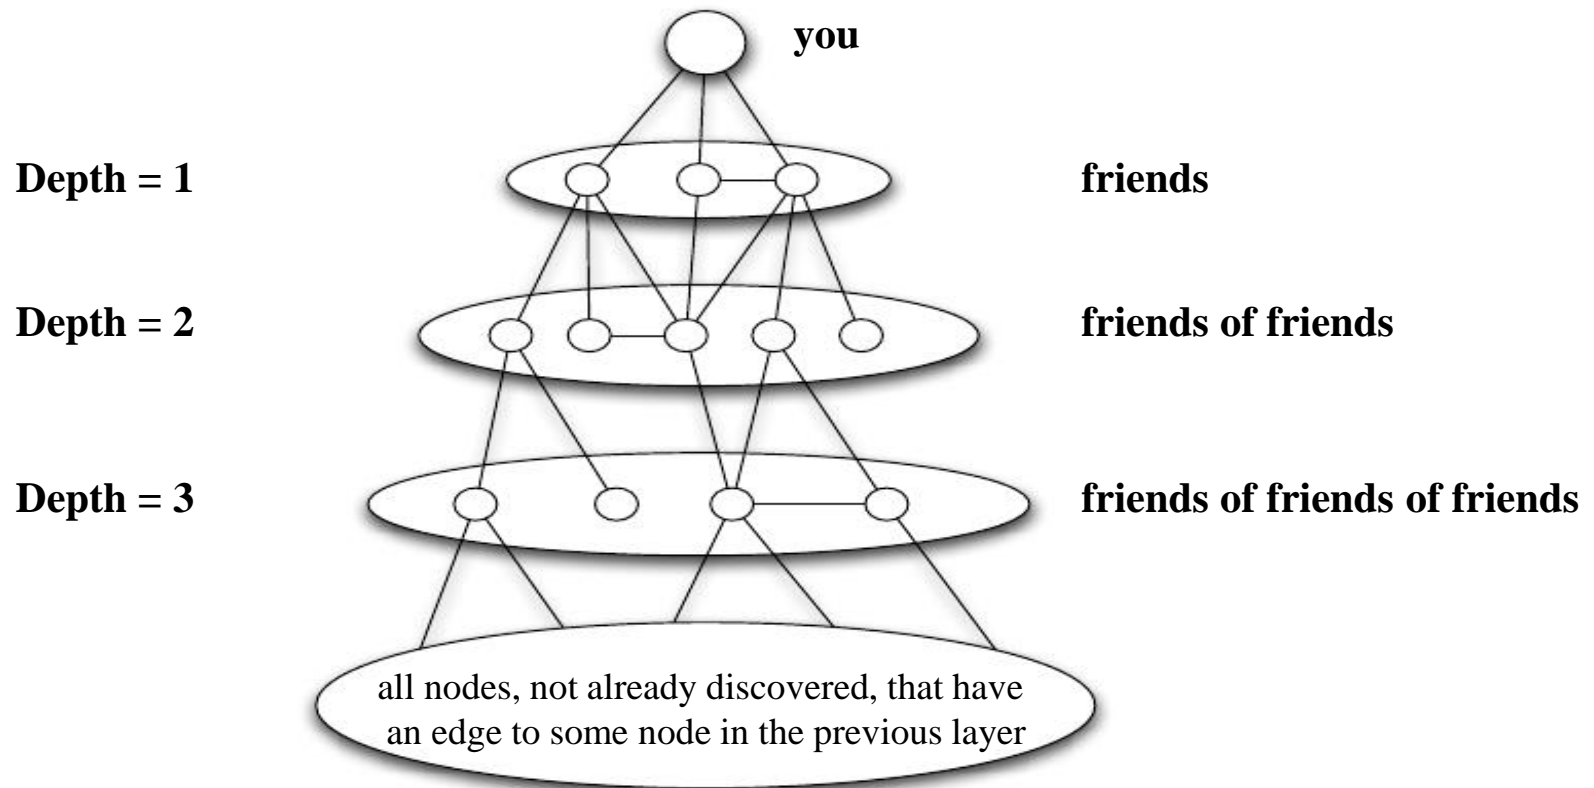 you
Depth = 1
friends
Depth = 2
friends of friends
Depth = 3
friends of friends of friends
all nodes, not already discovered, that have
an edge to some node in the previous layer